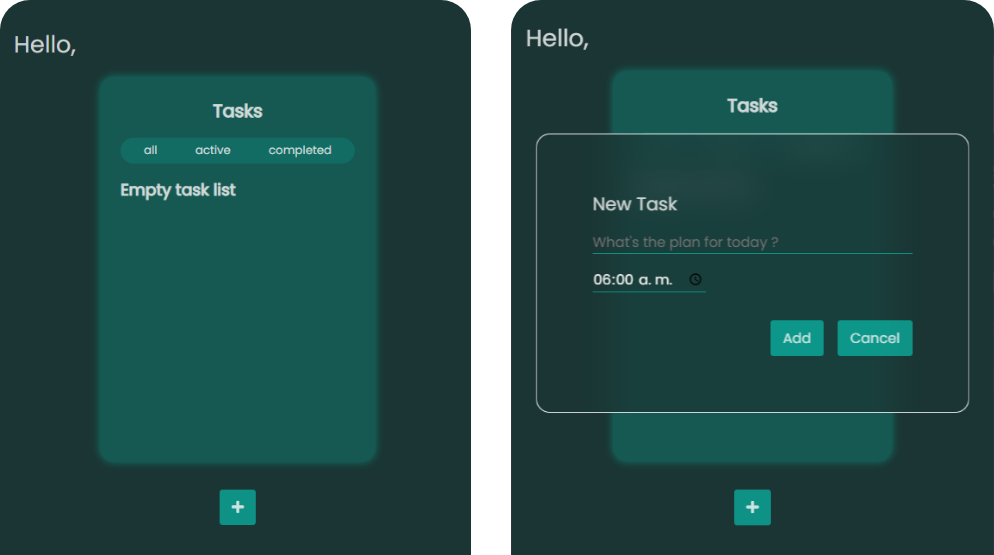 Hello,
Tasks
all active completed
Empty task list
+
Hello,
Tasks
New Task
What's the plan for today ?
06:00 a. m.
Add Cancel
+